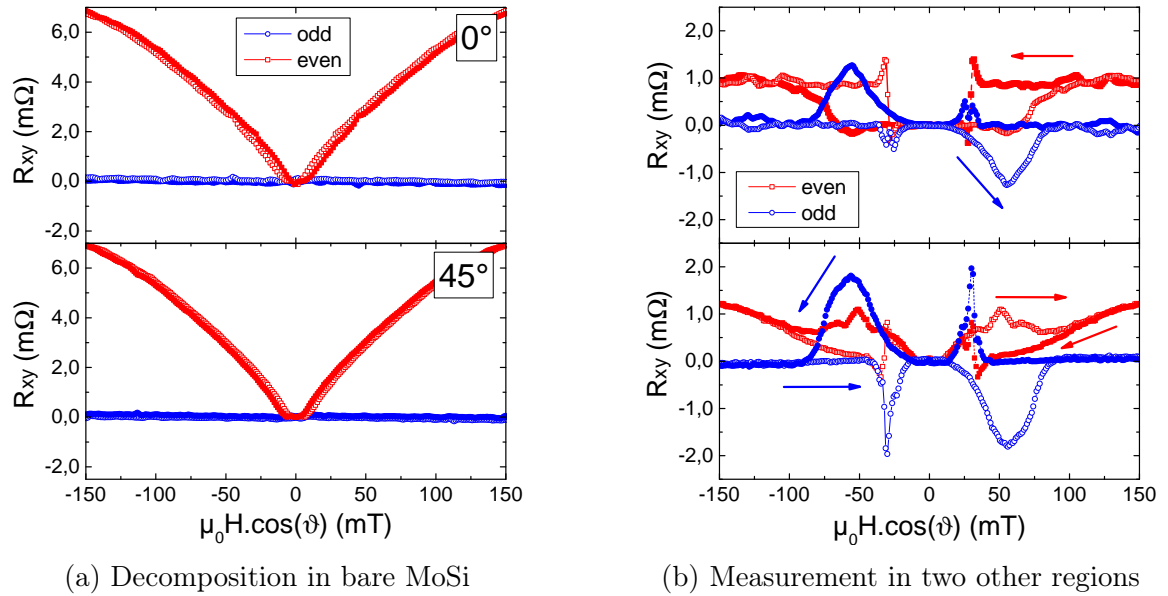 6,0
4,0
2,0
0,0
-2,0
Rxy (mΩ)
odd
even
0°
6,0
4,0
2,0
0,0
-2,0
Rxy (mΩ)
45°
-150 -100 -50 0 50 100 150
μ₀H.cos(ϑ) (mT)
(a) Decomposition in bare MoSi
2,0
1,0
0,0
-1,0
-2,0
Rxy (mΩ)
even
odd
2,0
1,0
0,0
-1,0
-2,0
Rxy (mΩ)
-150 -100 -50 0 50 100 150
μ₀H.cos(ϑ) (mT)
(b) Measurement in two other regions